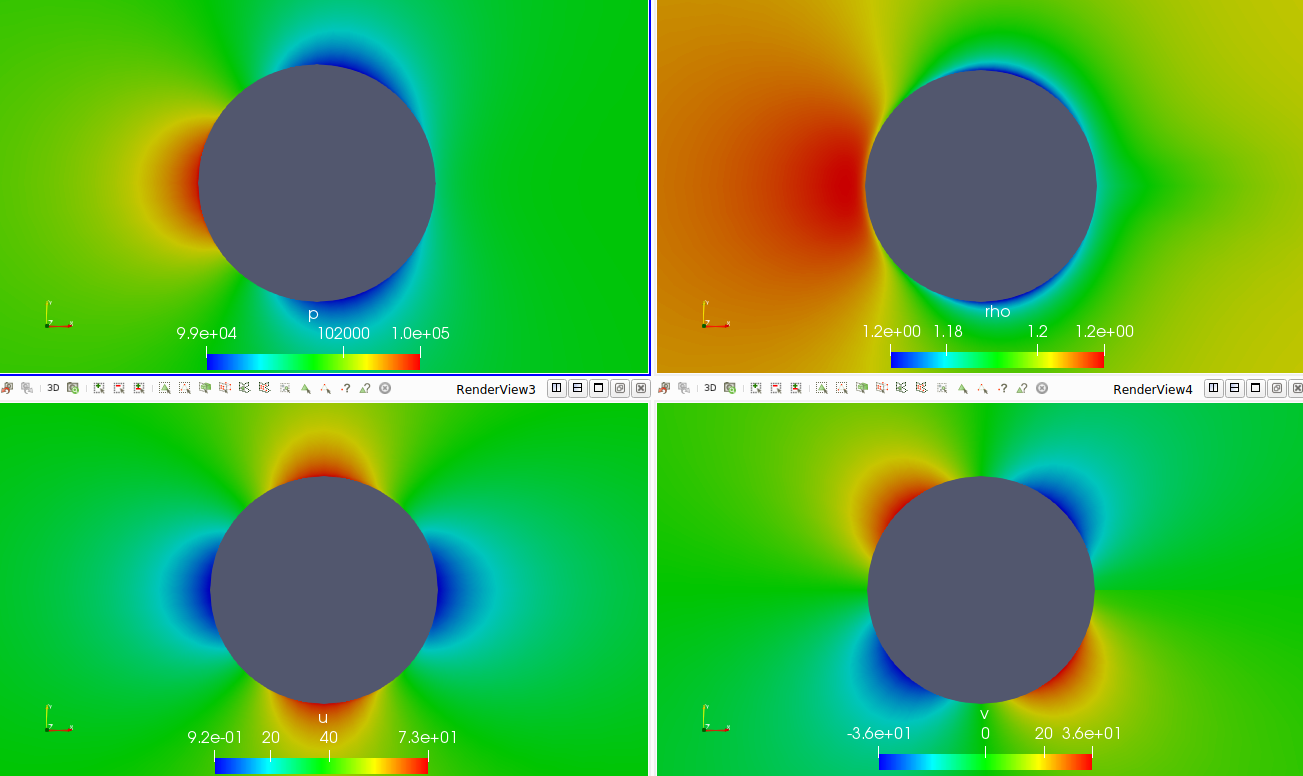 p
9.9e+04 102000 1.0e+05
rho
1.2e+00 1.18 1.2 1.2e+00
3D RenderView3
3D RenderView4
u
9.2e-01 20 40 7.3e+01
v
-3.6e+01 0 20 3.6e+01